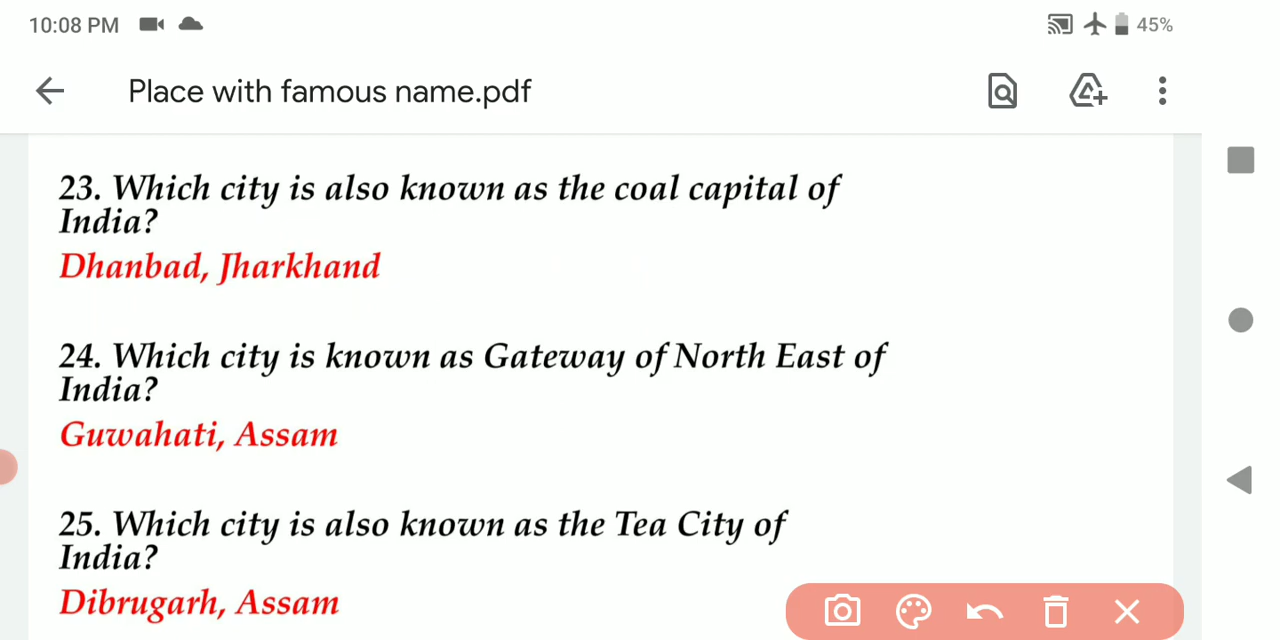 10:08 PM 45%
Place with famous name.pdf
23. Which city is also known as the coal capital of
India?
Dhanbad, Jharkhand
24. Which city is known as Gateway of North East of
India?
Guwahati, Assam
25. Which city is also known as the Tea City of
India?
Dibrugarh, Assam